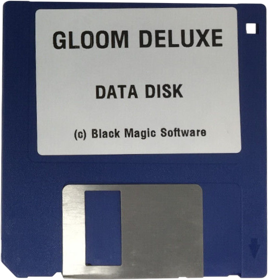 GLOOM DELUXE
DATA DISK
(c) Black Magic Software